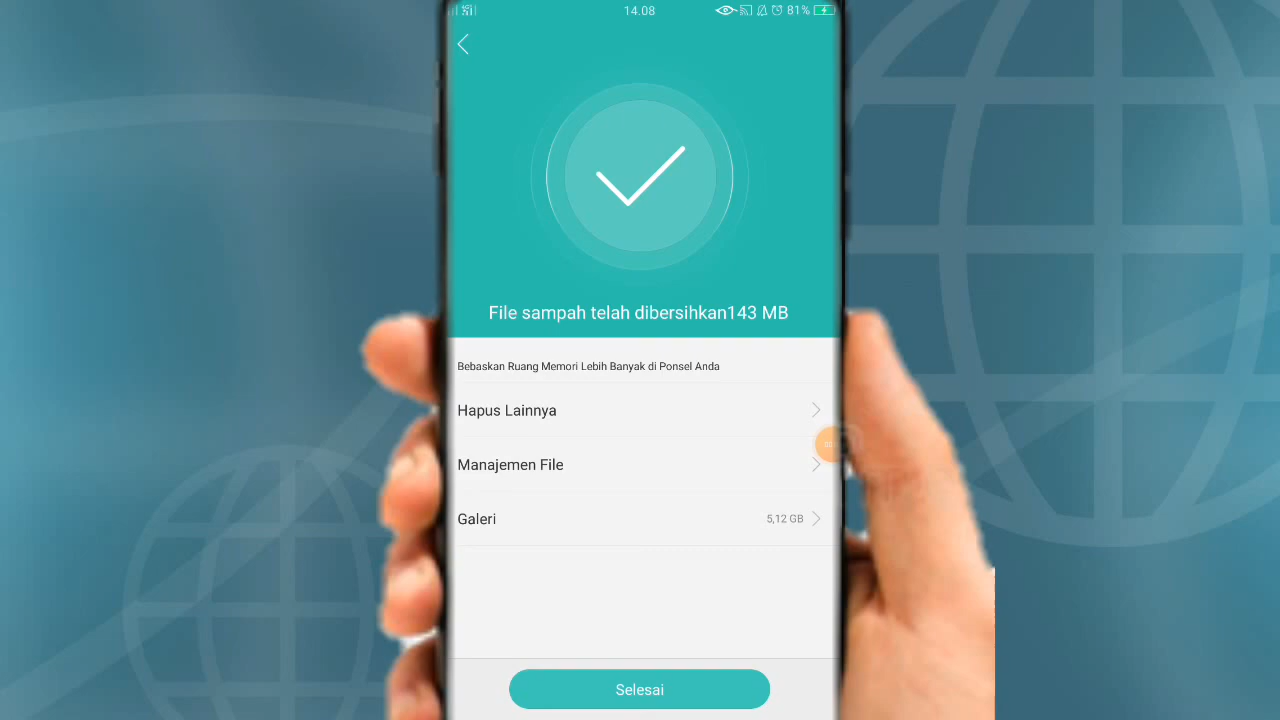 14.08
81%
File sampah telah dibersihkan143 MB
Bebaskan Ruang Memori Lebih Banyak di Ponsel Anda
Hapus Lainnya
Manajemen File
Galeri 5,12 GB
Selesai